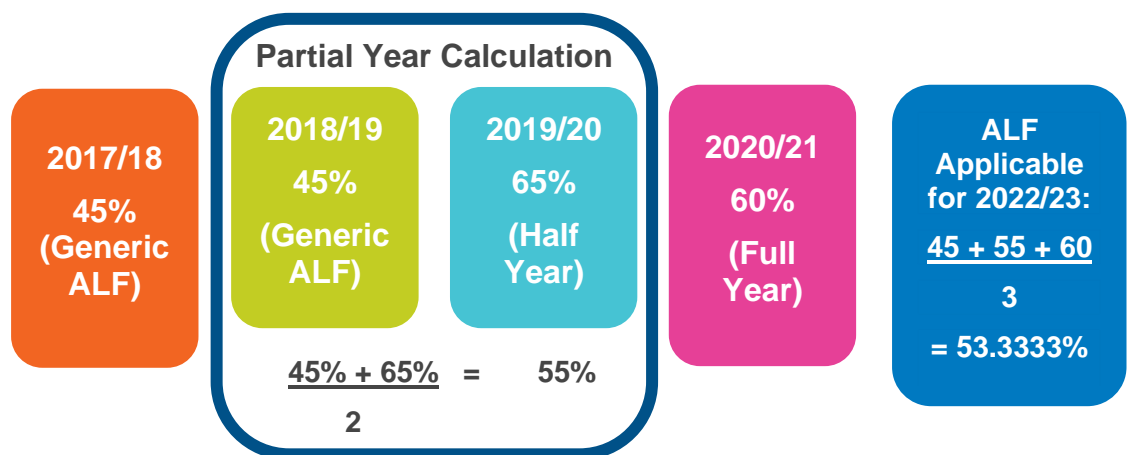 Partial Year Calculation
2017/18
45%
(Generic
ALF)
2018/19
45%
(Generic
ALF)
2019/20
65%
(Half
Year)
45% + 65% = 55%
2
2020/21
60%
(Full
Year)
ALF
Applicable
for 2022/23:
45 + 55 + 60
3
= 53.3333%